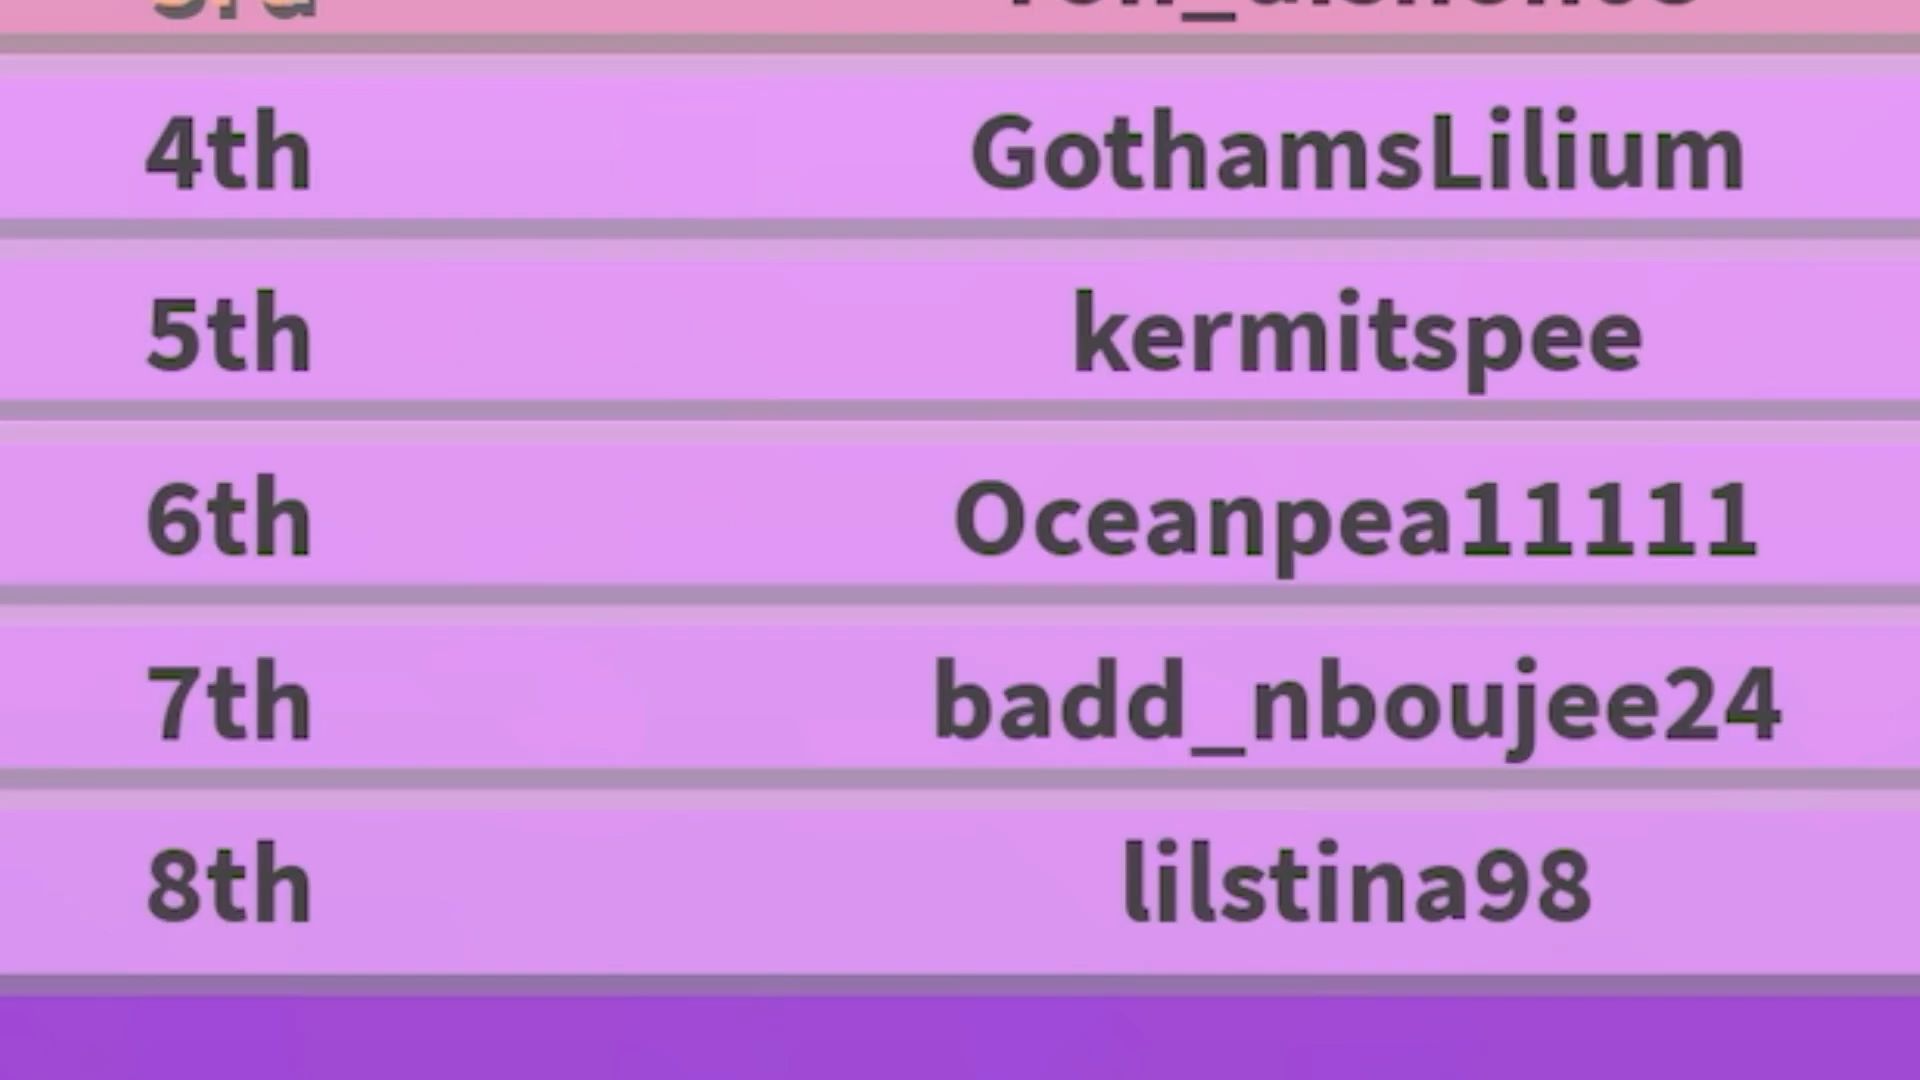 4th GothamsLilium
5th kermitspee
6th Oceanpea11111
7th badd_nboujee24
8th lilstina98